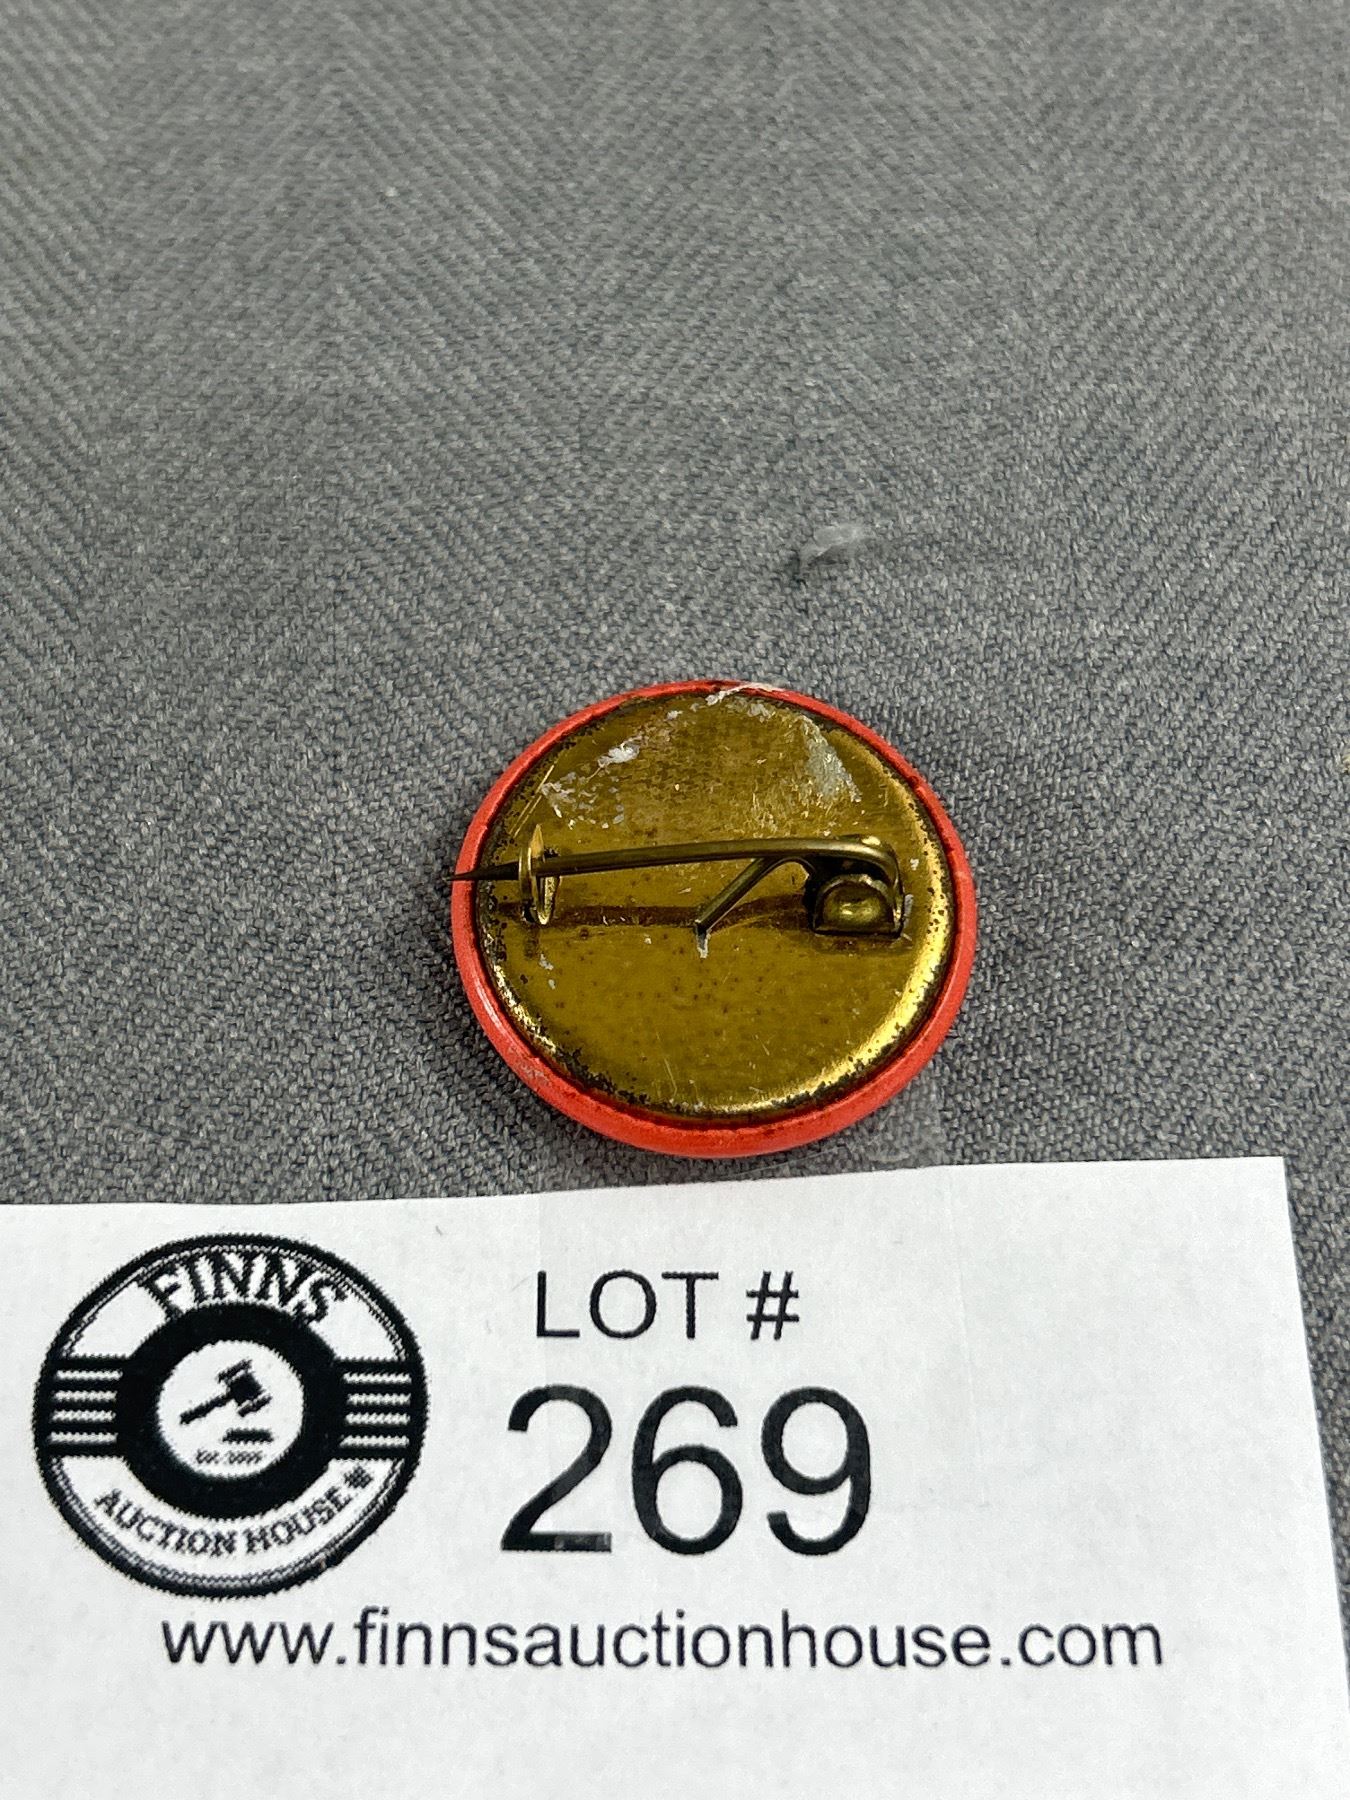 FINNS
AUCTION HOUSE
LOT #
269
www.finnsauctionhouse.com